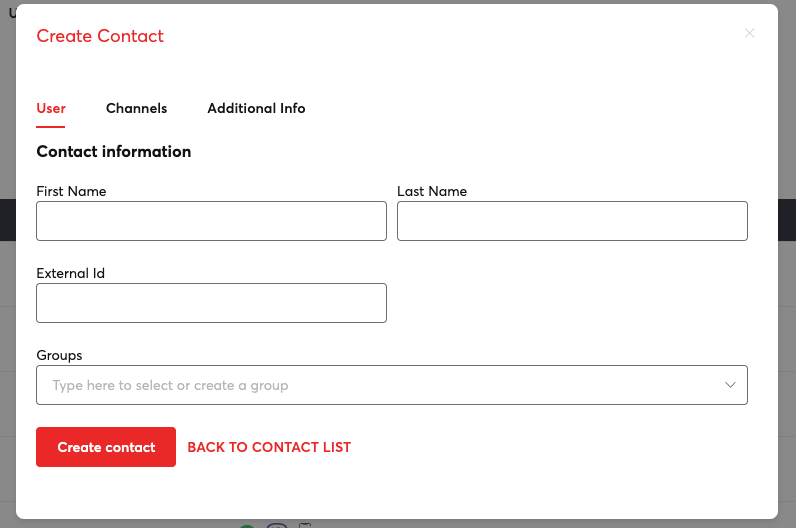 Create Contact
User Channels Additional Info
Contact information
First Name Last Name
External Id
Groups
Type here to select or create a group
Create contact BACK TO CONTACT LIST